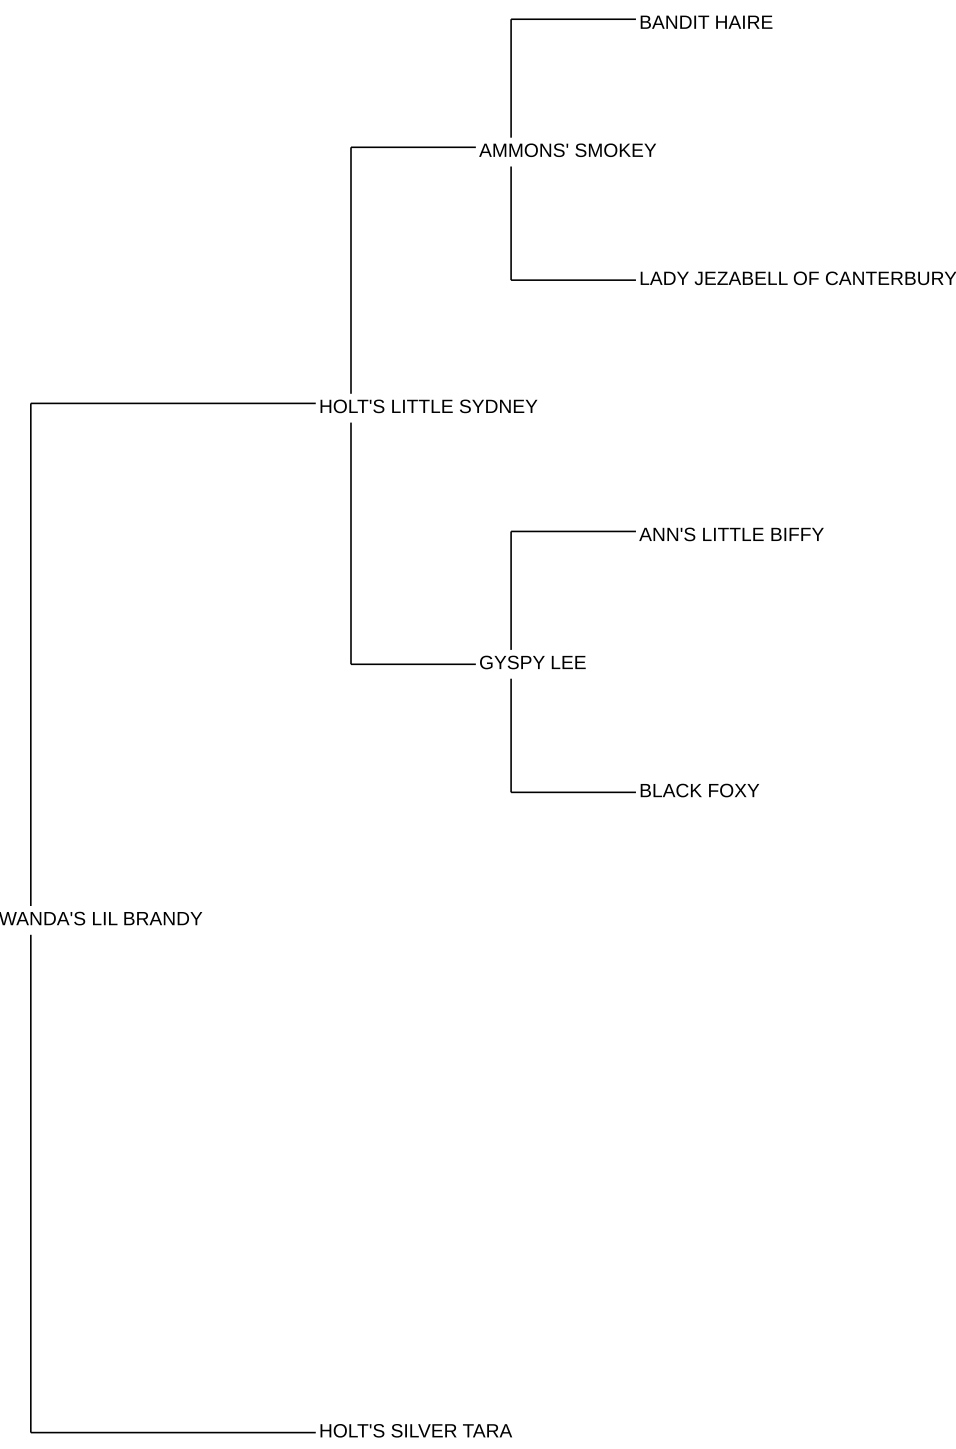 BANDIT HAIRE
AMMONS' SMOKEY
LADY JEZABELL OF CANTERBURY
HOLT'S LITTLE SYDNEY
ANN'S LITTLE BIFFY
GYSPY LEE
BLACK FOXY
WANDA'S LIL BRANDY
HOLT'S SILVER TARA